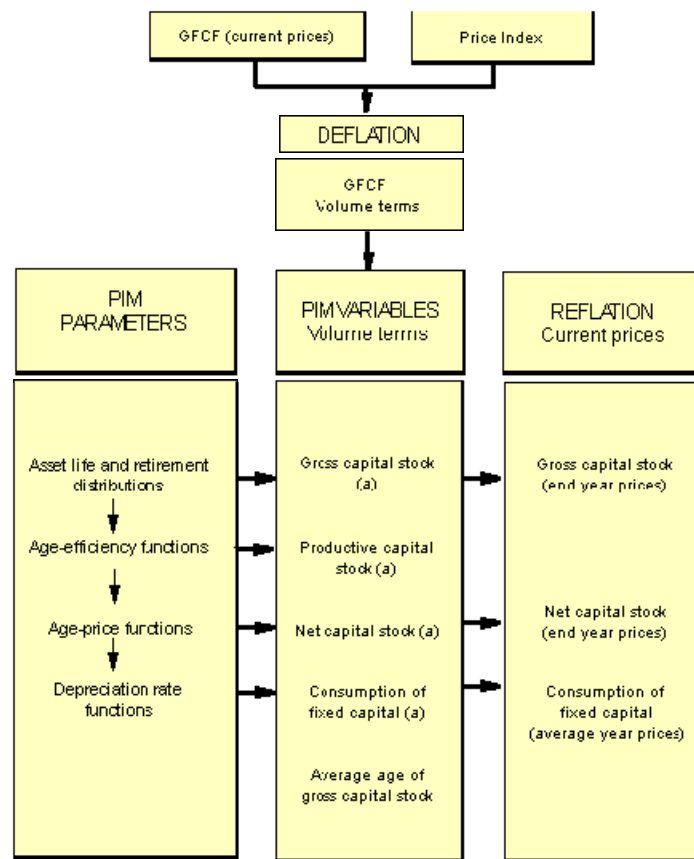 GFCF (current prices)
Price Index
DEFLATION
GFCF
Volume terms
PIM
PARAMETERS
PIM VARIABLES
Volume terms
REFLATION
Current prices
Asset life and retirement
distributions
Age-efficiency functions
Age-price functions
Depreciation rate
functions
Gross capital stock
(a)
Productive capital
stock (a)
Net capital stock (a)
Consumption of
fixed capital (a)
Average age of
gross capital stock
Gross capital stock
(end year prices)
Net capital stock
(end year prices)
Consumption of
fixed capital
(average year prices)